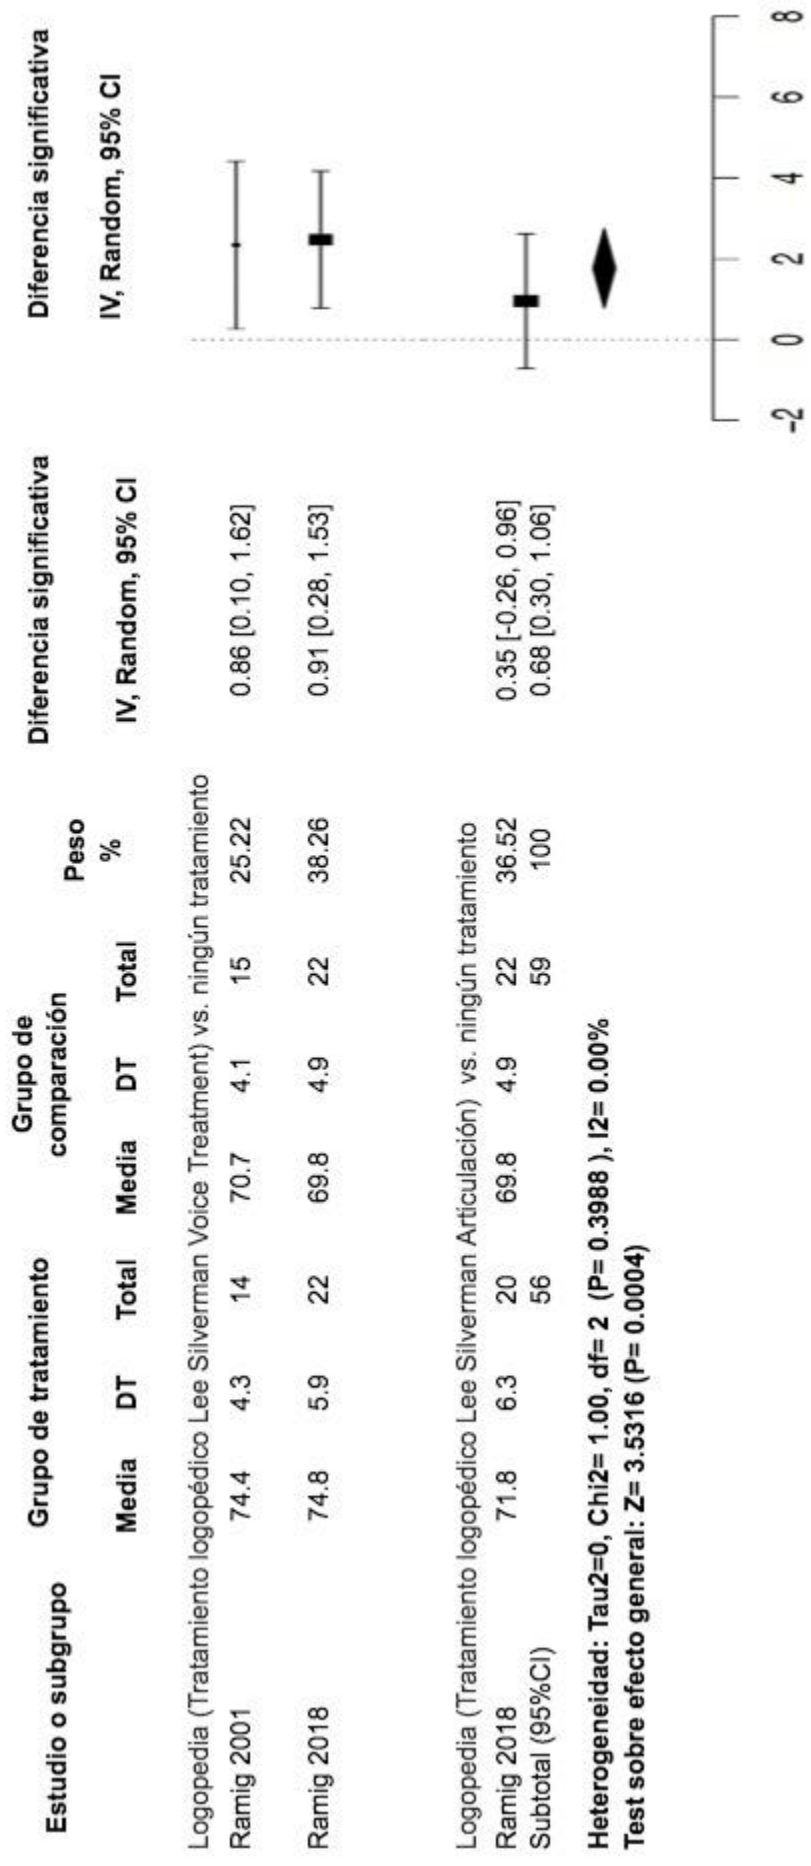 Estudio o subgrupo Grupo de tratamiento Grupo de comparación Peso Diferencia significativa Diferencia significativa
Media DT Total Media DT Total % IV, Random, 95% CI IV, Random, 95% CI
Logopedia (Tratamiento logopédico Lee Silverman Voice Treatment) vs. ningún tratamiento
Ramig 2001 74.4 4.3 14 70.7 4.1 15 25.22 0.86 [0.10, 1.62]
Ramig 2018 74.8 5.9 22 69.8 4.9 22 38.26 0.91 [0.28, 1.53]
Logopedia (Tratamiento logopédico Lee Silverman Articulación) vs. ningún tratamiento
Ramig 2018 71.8 6.3 20 69.8 4.9 22 36.52 0.35 [-0.26, 0.96]
Subtotal (95%CI) 56 59 100 0.68 [0.30, 1.06]
Heterogeneidad: Tau2=0, Chi2= 1.00, df= 2 (P= 0.3988 ), I2= 0.00%
Test sobre efecto general: Z= 3.5316 (P= 0.0004)
-2 0 2 4 6 8